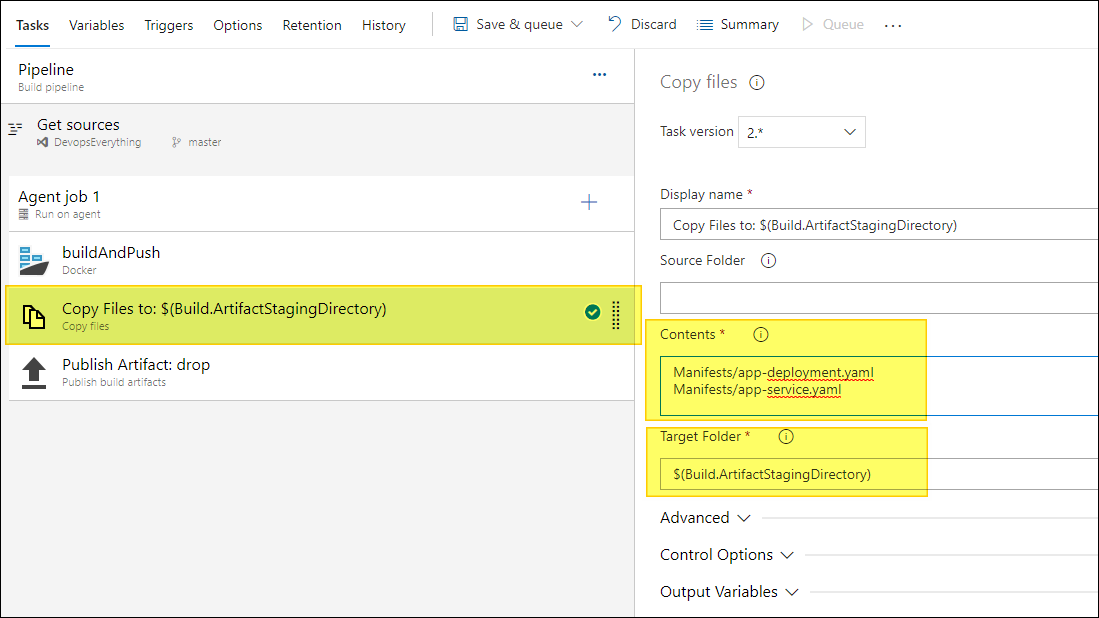 Tasks Variables Triggers Options Retention History Save & queue Discard Summary Queue ...
Pipeline
Build pipeline
Get sources
DevopsEverything master
Agent job 1
Run on agent
buildAndPush
Docker
Copy Files to: $(Build.ArtifactStagingDirectory)
Copy files
Publish Artifact: drop
Publish build artifacts
Copy files
Task version 2.*
Display name *
Copy Files to: $(Build.ArtifactStagingDirectory)
Source Folder
Contents *
Manifests/app-deployment.yaml
Manifests/app-service.yaml
Target Folder *
$(Build.ArtifactStagingDirectory)
Advanced
Control Options
Output Variables